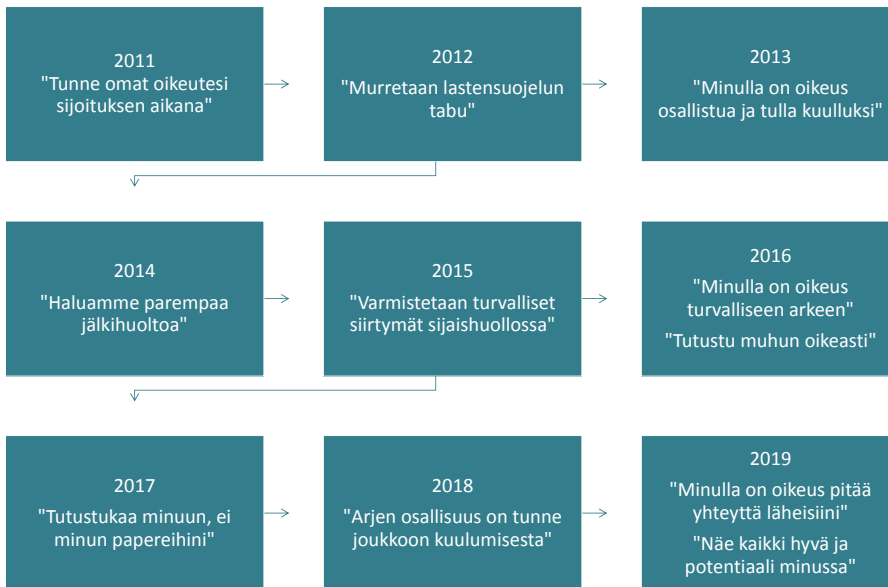 2011
"Tunne omat oikeutesi
sijoituksen aikana"
2012
"Murretaan lastensuojelun
tabu"
2013
"Minulla on oikeus
osallistua ja tulla kuulluksi"
2014
"Haluamme parempaa
jälkihuoltoa"
2015
"Varmistetaan turvalliset
siirtymät sijaishuollossa"
2016
"Minulla on oikeus
turvalliseen arkeen"
"Tutustu muhun oikeasti"
2017
"Tutustukaa minuun, ei
minun papereihini"
2018
"Arjen osallisuus on tunne
joukkoon kuulumisesta"
2019
"Minulla on oikeus pitää
yhteyttä läheisiini"
"Näe kaikki hyvä ja
potentiaali minussa"